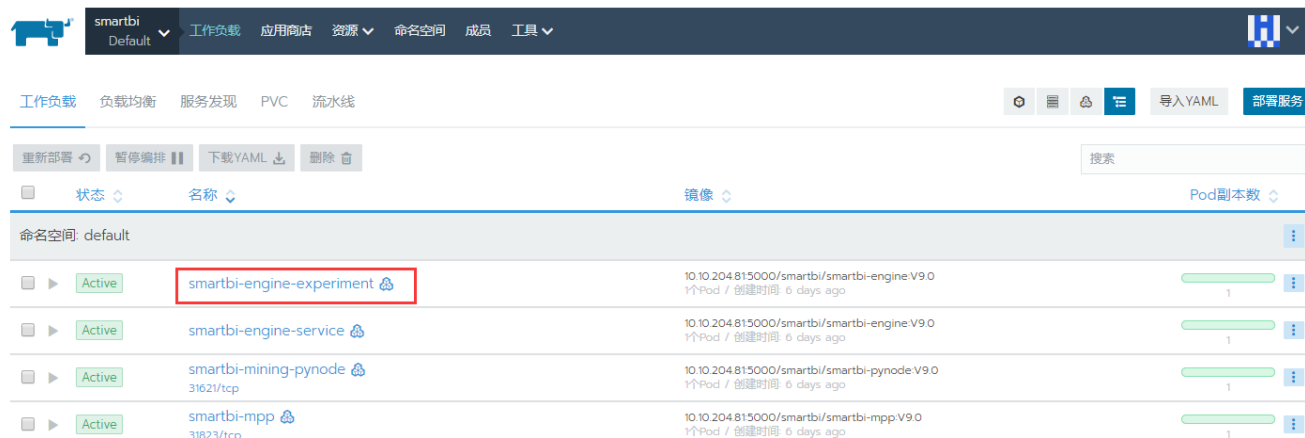 smartbi
Default
工作负载 应用商店 资源 命名空间 成员 工具
工作负载 负载均衡 服务发现 PVC 流水线 导入YAML 部署服务
重新部署 暂停编排 下载YAML 删除 搜索
状态 名称 镜像 Pod副本数
命名空间: default
Active smartbi-engine-experiment 10.10.204.81:5000/smartbi/smartbi-engine:V9.0
1个Pod / 创建时间: 6 days ago 1
Active smartbi-engine-service 10.10.204.81:5000/smartbi/smartbi-engine:V9.0
1个Pod / 创建时间: 6 days ago 1
Active smartbi-mining-pynode 10.10.204.81:5000/smartbi/smartbi-pynode:V9.0
31621/tcp 1个Pod / 创建时间: 6 days ago 1
Active smartbi-mpp 10.10.204.81:5000/smartbi/smartbi-mpp:V9.0
31823/tcp 1个Pod / 创建时间: 6 days ago 1